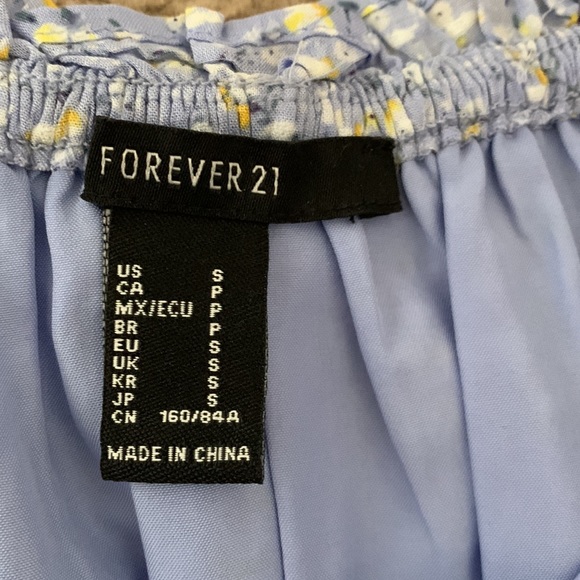 FOREVER 21
US S
CA P
MX/ECU P
BR P
EU S
UK S
KR S
JP S
CN 160/84A
MADE IN CHINA